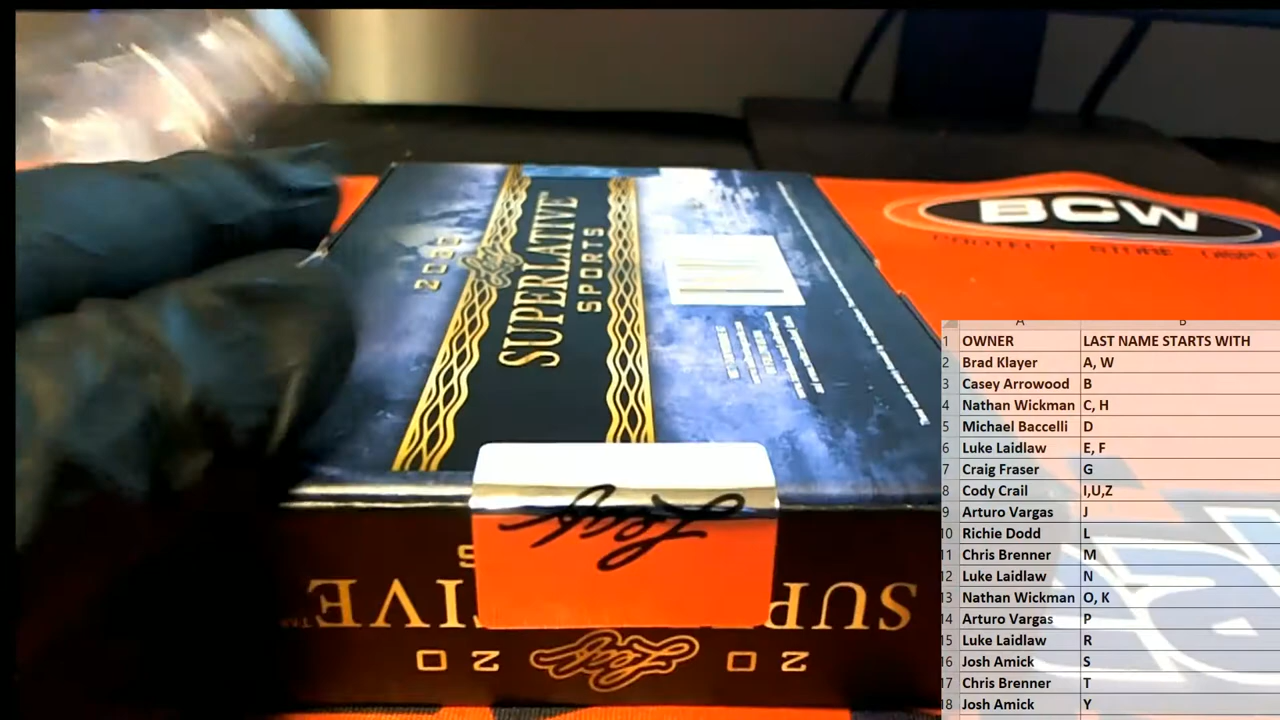 2020
Leaf
SUPERLATIVE™
SPORTS
BCW
Leaf
SUPERLATIVE™
20 Leaf 20
A B
1 OWNER LAST NAME STARTS WITH
2 Brad Klayer A, W
3 Casey Arrowood B
4 Nathan Wickman C, H
5 Michael Baccelli D
6 Luke Laidlaw E, F
7 Craig Fraser G
8 Cody Crail I,U,Z
9 Arturo Vargas J
10 Richie Dodd L
11 Chris Brenner M
12 Luke Laidlaw N
13 Nathan Wickman O, K
14 Arturo Vargas P
15 Luke Laidlaw R
16 Josh Amick S
17 Chris Brenner T
18 Josh Amick Y